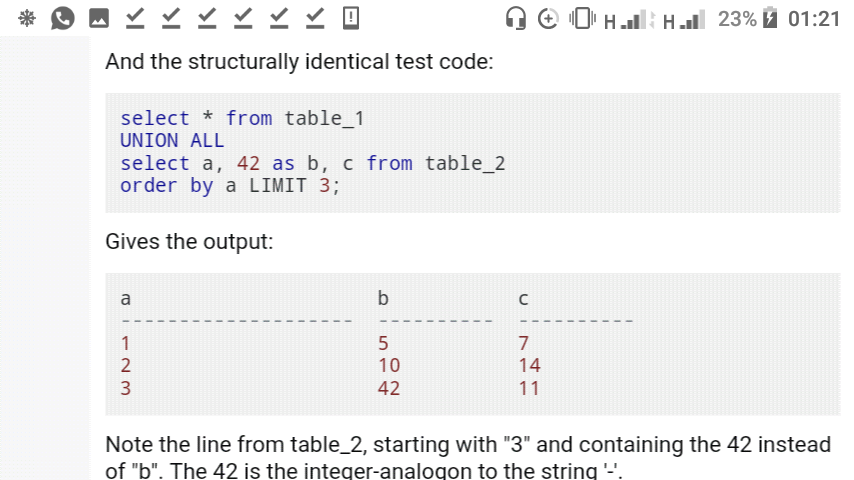 H H 23% 01:21
And the structurally identical test code:
select * from table_1
UNION ALL
select a, 42 as b, c from table_2
order by a LIMIT 3;
Gives the output:
a b c
-------------------- ---------- ----------
1 5 7
2 10 14
3 42 11
Note the line from table_2, starting with "3" and containing the 42 instead
of "b". The 42 is the integer-analogon to the string '-'.